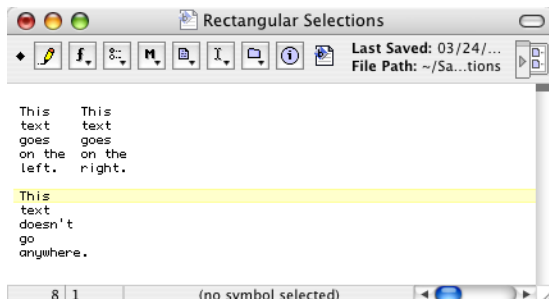 Rectangular Selections
Last Saved: 03/24/...
File Path: ~/Sa...tions
This This
text text
goes goes
on the on the
left. right.
This
text
doesn't
go
anywhere.
8 1 (no symbol selected)